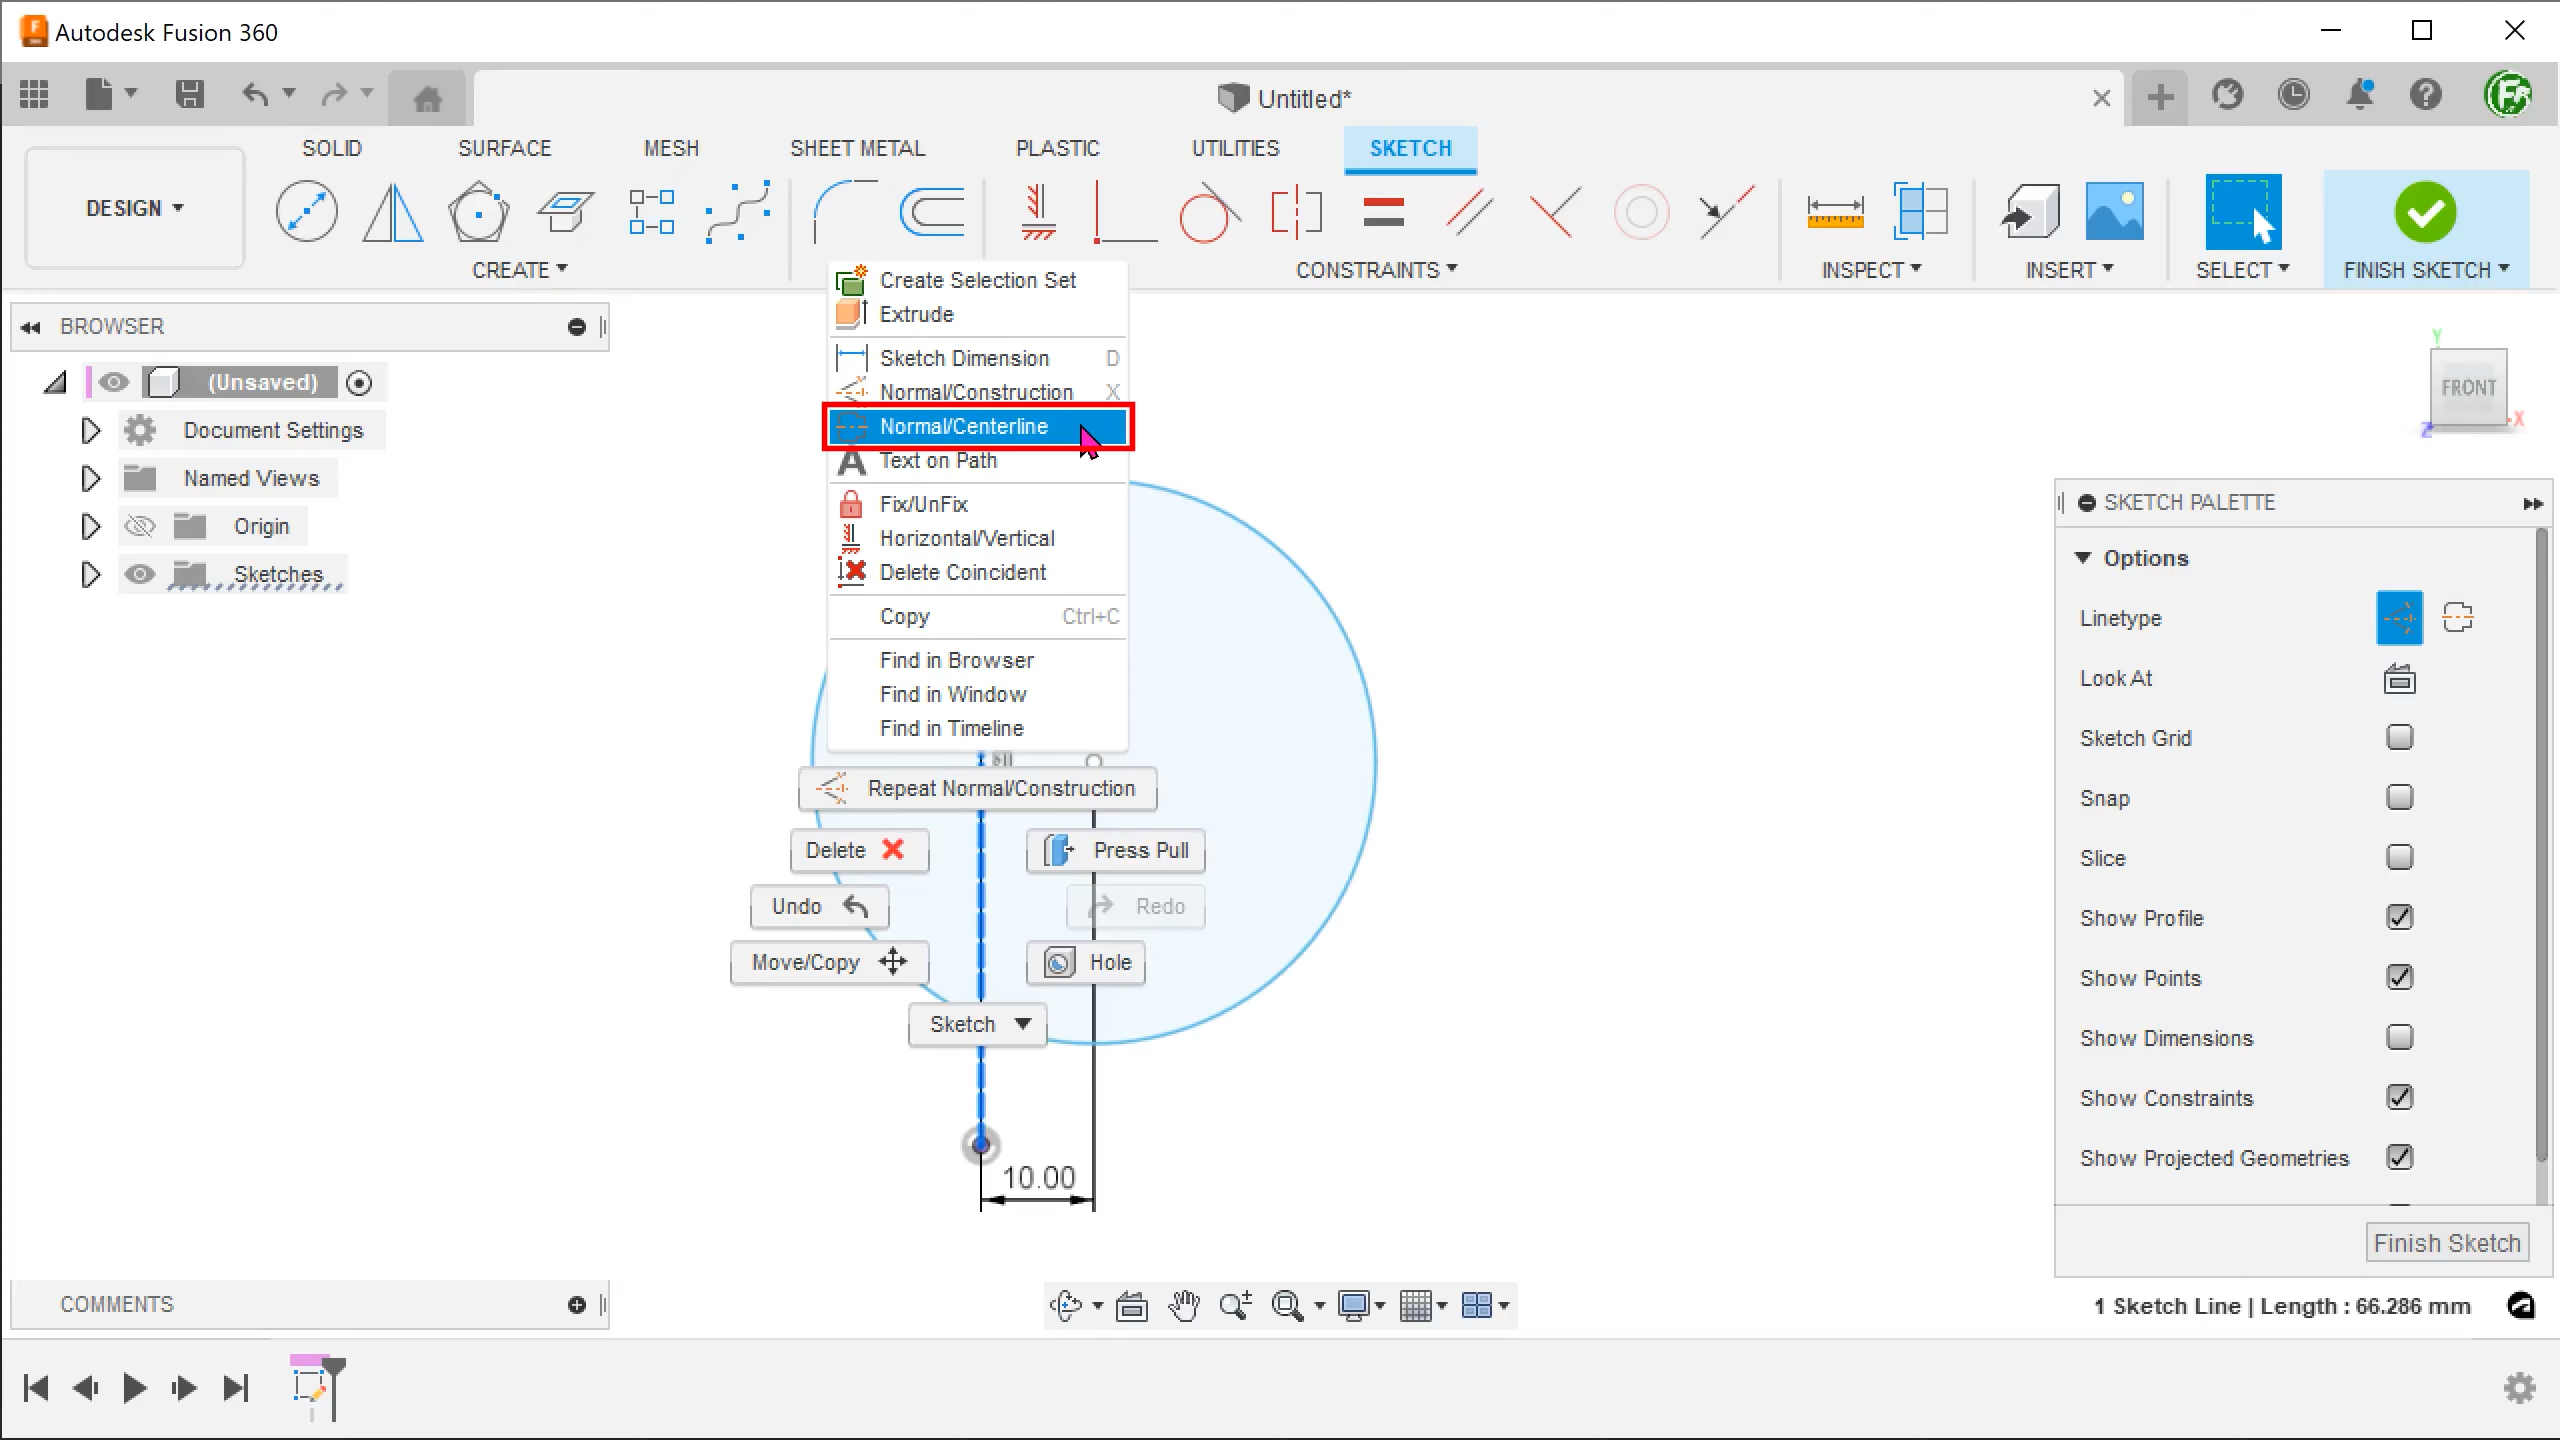 Autodesk Fusion 360
Untitled*
SOLID SURFACE MESH SHEET METAL PLASTIC UTILITIES SKETCH
DESIGN
CREATE CONSTRAINTS INSPECT INSERT SELECT FINISH SKETCH
BROWSER
(Unsaved)
Document Settings
Named Views
Origin
Sketches
Create Selection Set
Extrude
Sketch Dimension D
Normal/Construction X
Normal/Centerline
Text on Path
Fix/UnFix
Horizontal/Vertical
Delete Coincident
Copy Ctrl+C
Find in Browser
Find in Window
Find in Timeline
Repeat Normal/Construction
Delete
Press Pull
Undo
Redo
Move/Copy
Hole
Sketch
10.00
Y
FRONT
X
Z
SKETCH PALETTE
Options
Linetype
Look At
Sketch Grid
Snap
Slice
Show Profile
Show Points
Show Dimensions
Show Constraints
Show Projected Geometries
Finish Sketch
COMMENTS
1 Sketch Line | Length : 66.286 mm